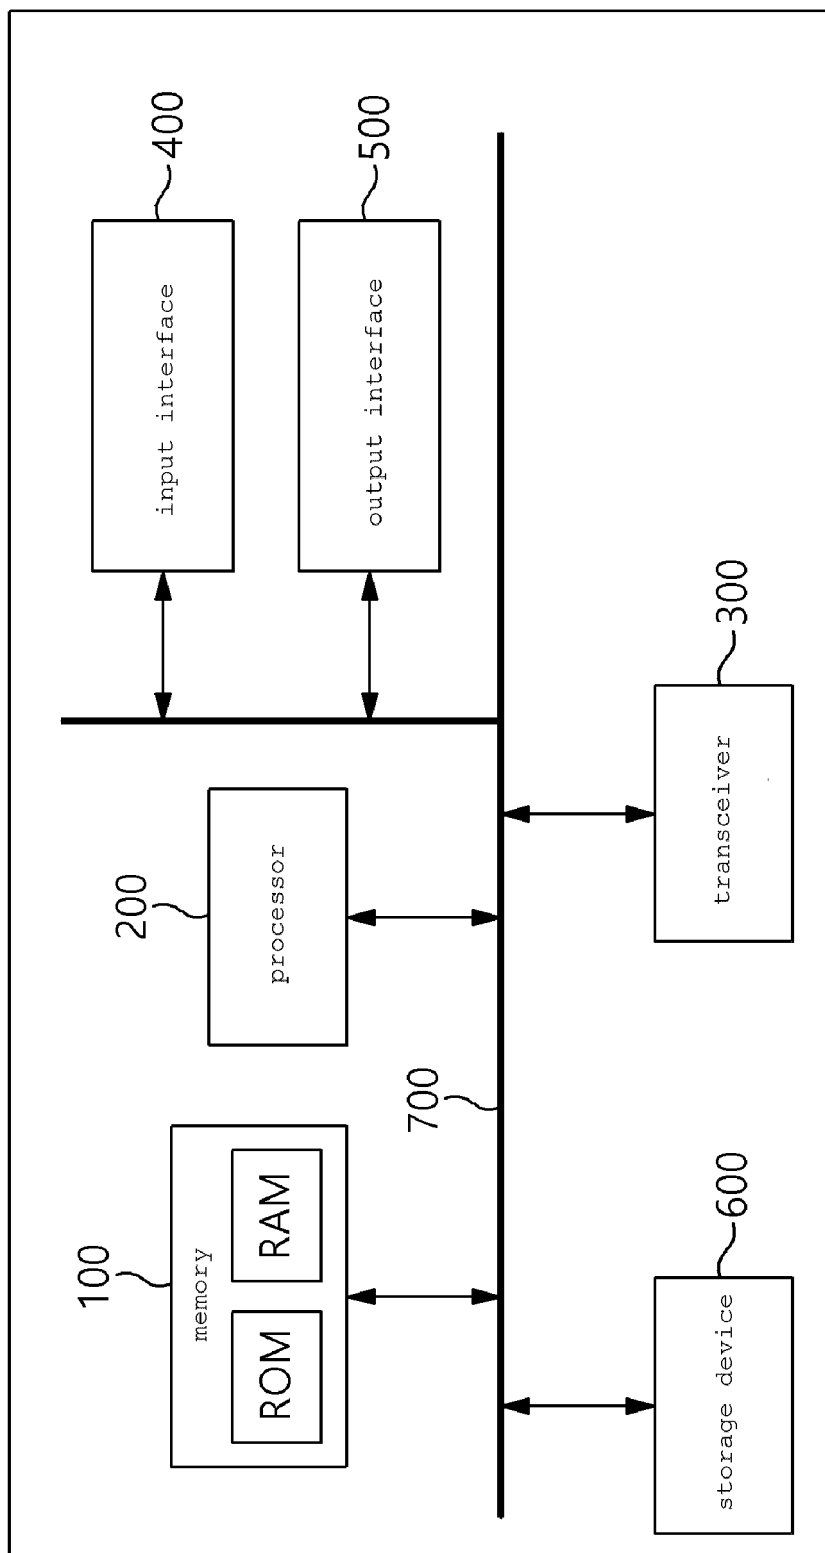 100
memory
ROM
RAM
200
processor
input interface
400
output interface
500
700
storage device
600
transceiver
300